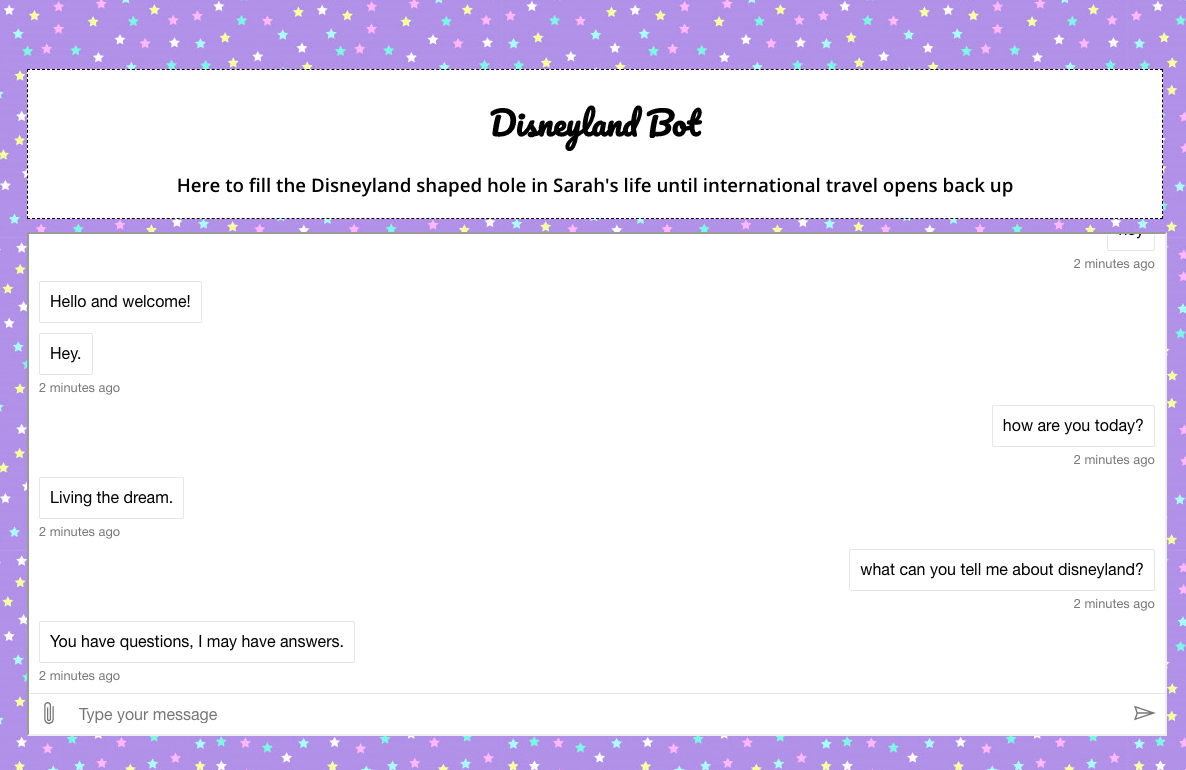 Disneyland Bot
Here to fill the Disneyland shaped hole in Sarah's life until international travel opens back up
2 minutes ago
Hello and welcome!
Hey.
2 minutes ago
how are you today?
2 minutes ago
Living the dream.
2 minutes ago
what can you tell me about disneyland?
2 minutes ago
You have questions, I may have answers.
2 minutes ago
Type your message